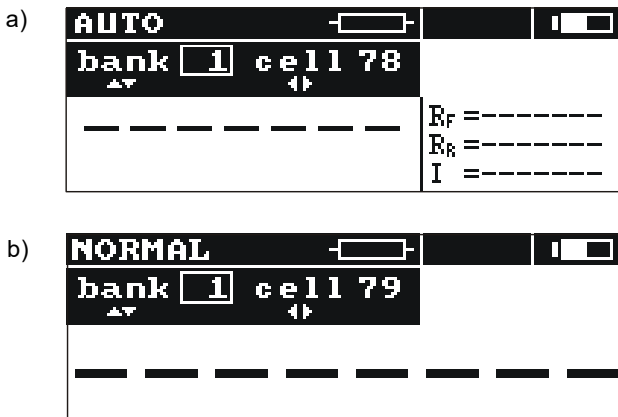 a)
AUTO
bank 1 cell 78
-------
RF =-------
RR =-------
I =-------
b)
NORMAL
bank 1 cell 79
--------